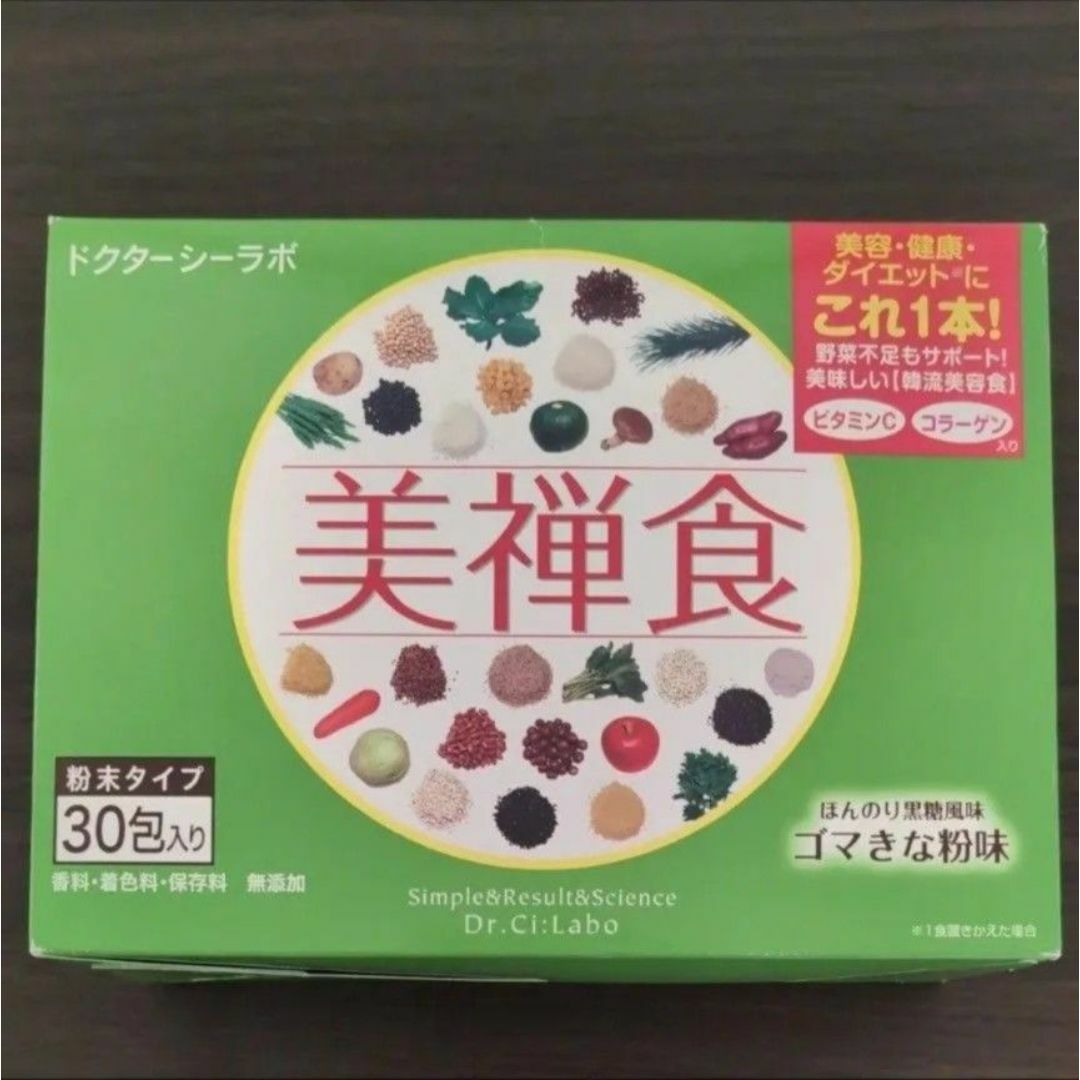 ドクターシーラボ
美容・健康・
ダイエット※に
これ1本!
野菜不足もサポート!
美味しい【韓流美容食】
ビタミンC コラーゲン
入り
美禅食
粉末タイプ
30包入り
香料・着色料・保存料 無添加
ほんのり黒糖風味
ゴマきな粉味
Simple&Result&Science
Dr.Ci:Labo
※1食置きかえた場合